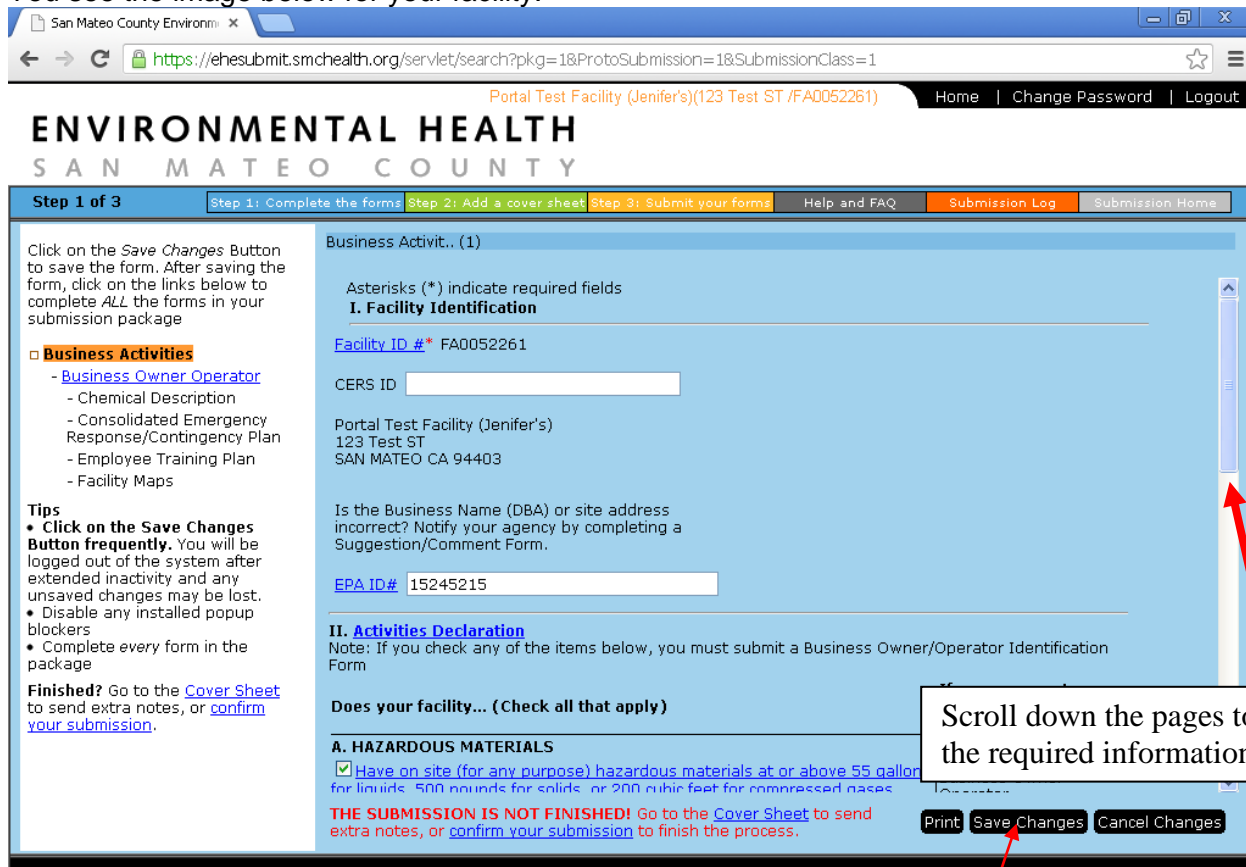 You see the image below for your facility.
San Mateo County Environm
https://ehesubmit.smchealth.org/servlet/search?pkg=1&ProtoSubmission=1&SubmissionClass=1
Portal Test Facility (Jenifer's)(123 Test ST /FA0052261)
Home | Change Password | Logout
ENVIRONMENTAL HEALTH
SAN MATEO COUNTY
Step 1 of 3
Step 1: Complete the forms
Step 2: Add a cover sheet
Step 3: Submit your forms
Help and FAQ
Submission Log
Submission Home
Click on the Save Changes Button
to save the form. After saving the
form, click on the links below to
complete ALL the forms in your
submission package
Business Activities
- Business Owner Operator
- Chemical Description
- Consolidated Emergency
Response/Contingency Plan
- Employee Training Plan
- Facility Maps
Tips
• Click on the Save Changes
Button frequently. You will be
logged out of the system after
extended inactivity and any
unsaved changes may be lost.
• Disable any installed popup
blockers
• Complete every form in the
package
Finished? Go to the Cover Sheet
to send extra notes, or confirm
your submission.
Business Activit.. (1)
Asterisks (*) indicate required fields
I. Facility Identification
Facility ID #* FA0052261
CERS ID
Portal Test Facility (Jenifer's)
123 Test ST
SAN MATEO CA 94403
Is the Business Name (DBA) or site address
incorrect? Notify your agency by completing a
Suggestion/Comment Form.
EPA ID# 15245215
II. Activities Declaration
Note: If you check any of the items below, you must submit a Business Owner/Operator Identification
Form
Does your facility... (Check all that apply)
A. HAZARDOUS MATERIALS
Have on site (for any purpose) hazardous materials at or above 55 gallon
for liquids, 500 pounds for solids, or 200 cubic feet for compressed gases
Scroll down the pages to
the required information
THE SUBMISSION IS NOT FINISHED! Go to the Cover Sheet to send
extra notes, or confirm your submission to finish the process.
Print
Save Changes
Cancel Changes